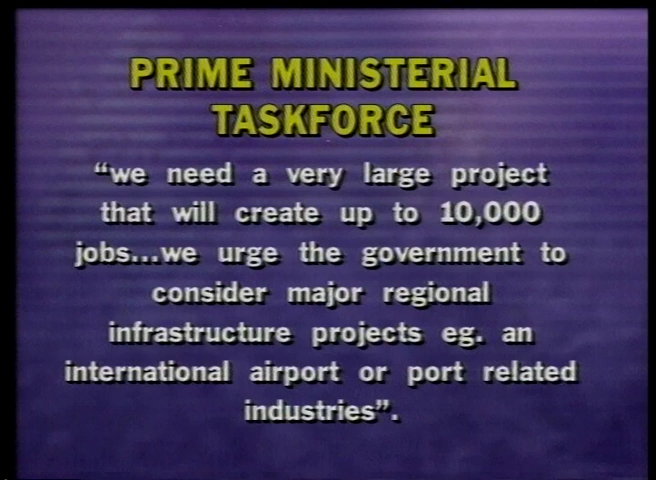 PRIME MINISTERIAL
TASKFORCE
“we need a very large project
that will create up to 10,000
jobs...we urge the government to
consider major regional
infrastructure projects eg. an
international airport or port related
industries”.